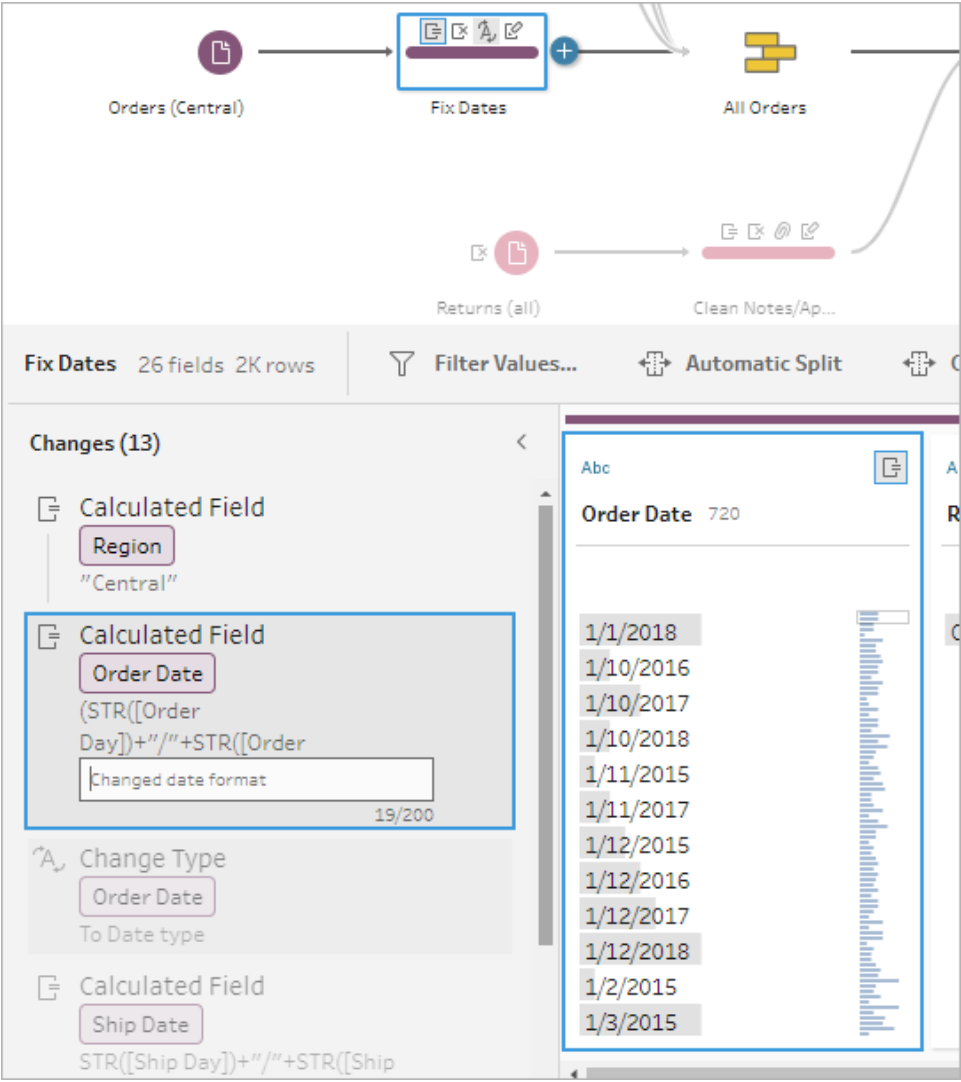 Orders (Central)
Fix Dates
All Orders
Returns (all)
Clean Notes/Ap...
Fix Dates 26 fields 2K rows
Filter Values...
Automatic Split
Changes (13)
Calculated Field
Region
"Central"
Calculated Field
Order Date
(STR([Order
Day])+"/"+STR([Order
Changed date format
19/200
Change Type
Order Date
To Date type
Calculated Field
Ship Date
STR([Ship Day])+"/"+STR([Ship
Abc
Order Date 720
1/1/2018
1/10/2016
1/10/2017
1/10/2018
1/11/2015
1/11/2017
1/12/2015
1/12/2016
1/12/2017
1/12/2018
1/2/2015
1/3/2015